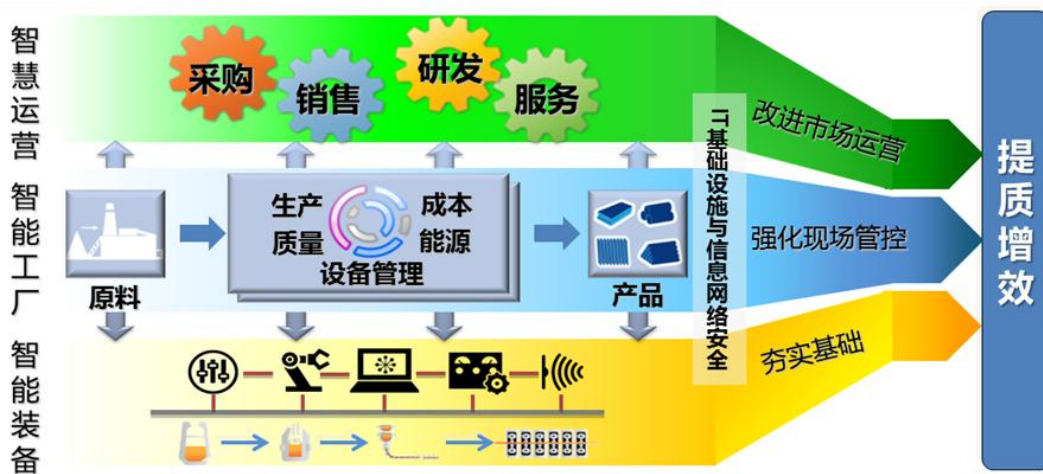 智慧运营
采购
销售
研发
服务
改进市场运营
智能工厂
原料
生产
成本
质量
能源
设备管理
产品
IT基础设施与信息网络安全
强化现场管控
智能装备
夯实基础
提质增效